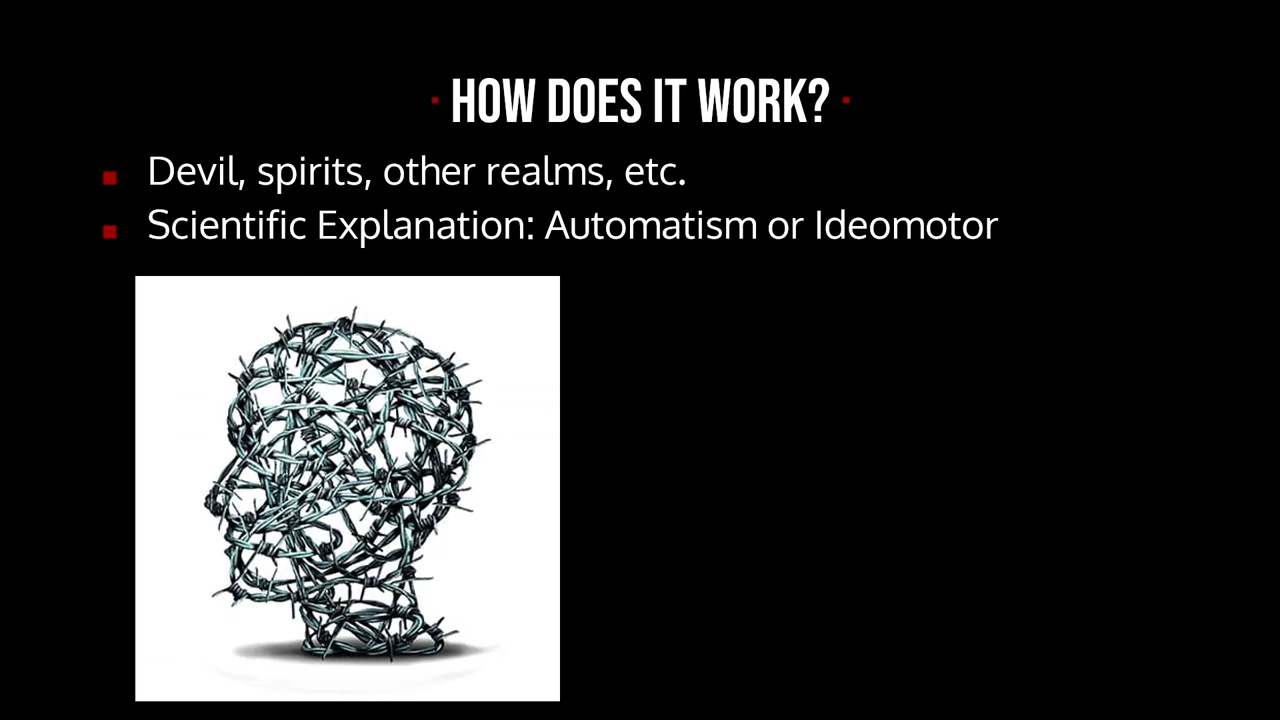 HOW DOES IT WORK?
Devil, spirits, other realms, etc.
Scientific Explanation: Automatism or Ideomotor